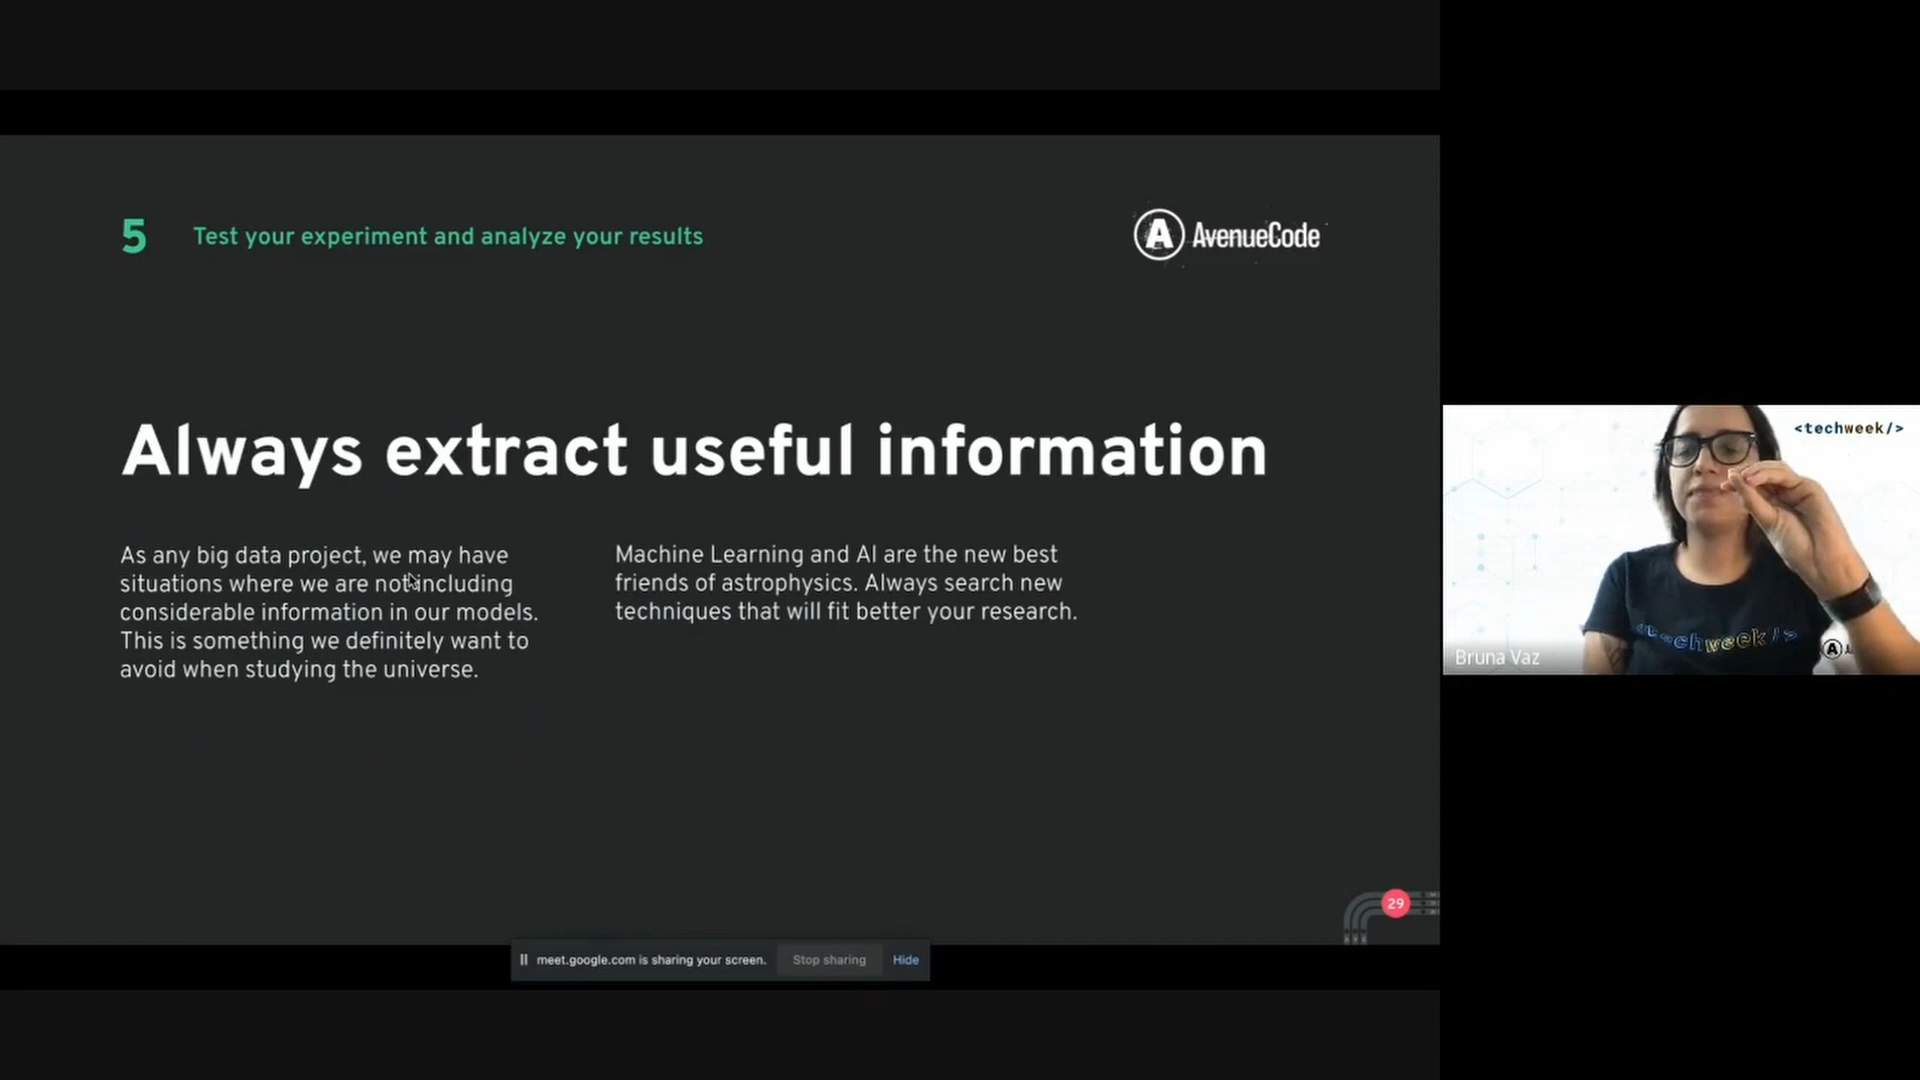 5 Test your experiment and analyze your results
A AvenueCode
Always extract useful information
As any big data project, we may have
situations where we are not including
considerable information in our models.
This is something we definitely want to
avoid when studying the universe.
Machine Learning and AI are the new best
friends of astrophysics. Always search new
techniques that will fit better your research.
29
meet.google.com is sharing your screen. Stop sharing Hide
<techweek/>
<techweek/>
A
Bruna Vaz